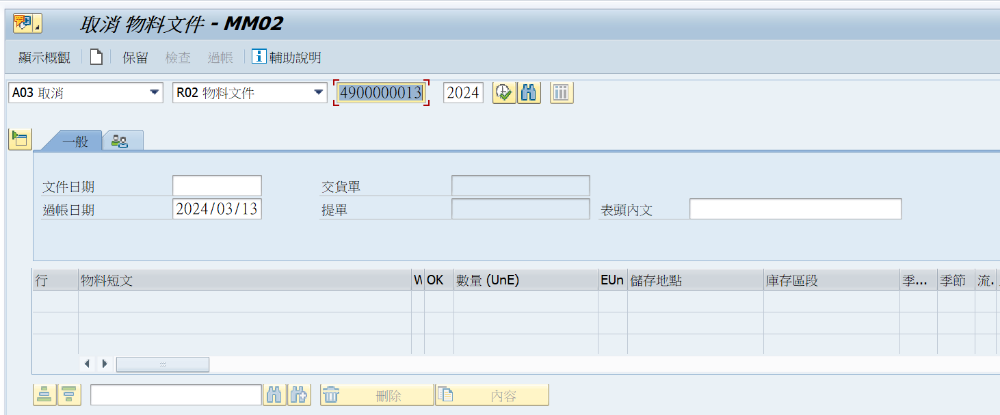 取消 物料文件 - MM02
顯示概觀 保留 檢查 過帳 輔助說明
A03 取消 R02 物料文件 4900000013 2024
一般
文件日期 交貨單
過帳日期 2024/03/13 提單 表頭內文
行 物料短文 W OK 數量 (UnE) EUn 儲存地點 庫存區段 季... 季節 流.
刪除 內容